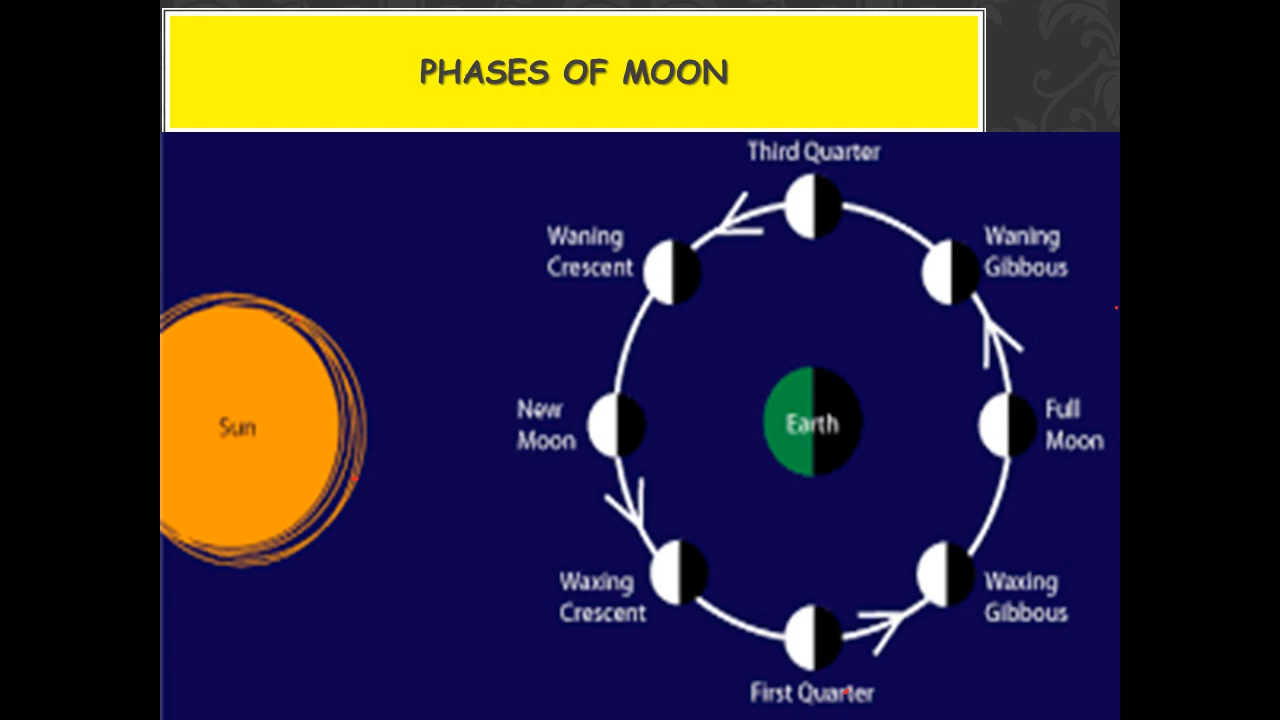 PHASES OF MOON
Third Quarter
Waning
Crescent
Waning
Gibbous
Sun
New
Moon
Earth
Full
Moon
Waxing
Crescent
Waxing
Gibbous
First Quarter